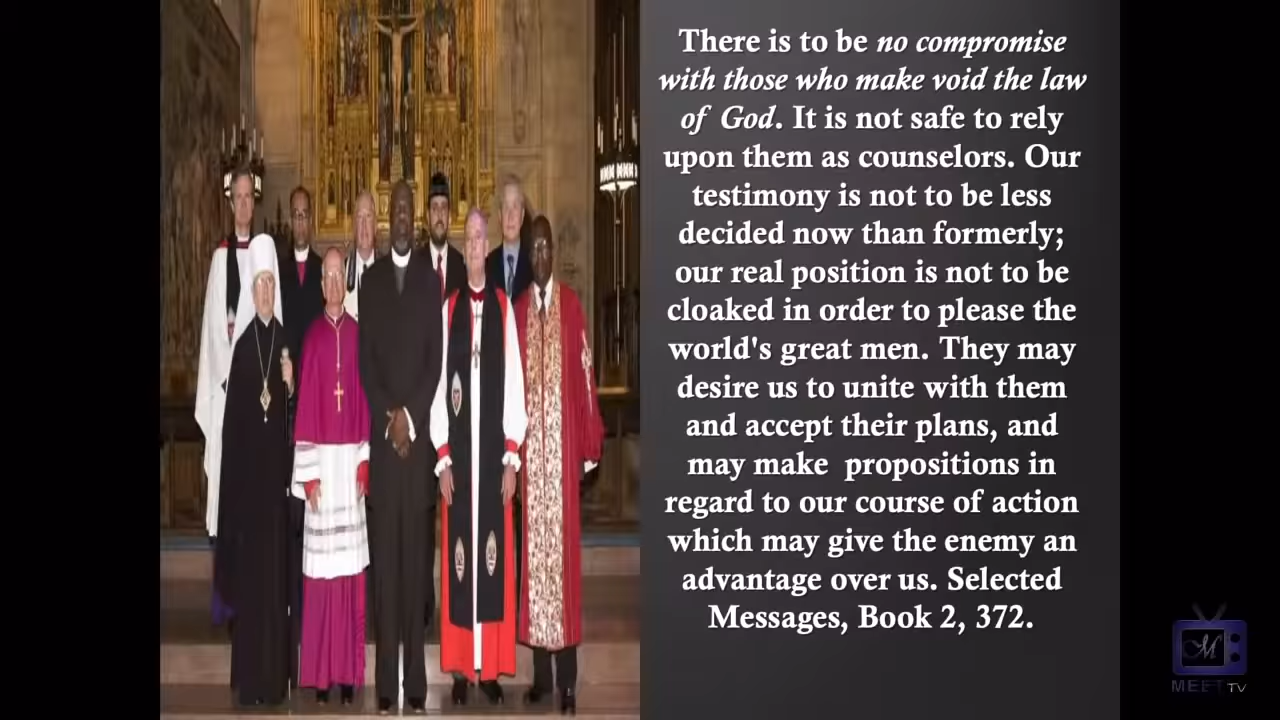 There is to be no compromise
with those who make void the law
of God. It is not safe to rely
upon them as counselors. Our
testimony is not to be less
decided now than formerly;
our real position is not to be
cloaked in order to please the
world's great men. They may
desire us to unite with them
and accept their plans, and
may make propositions in
regard to our course of action
which may give the enemy an
advantage over us. Selected
Messages, Book 2, 372.
M
MEET TV